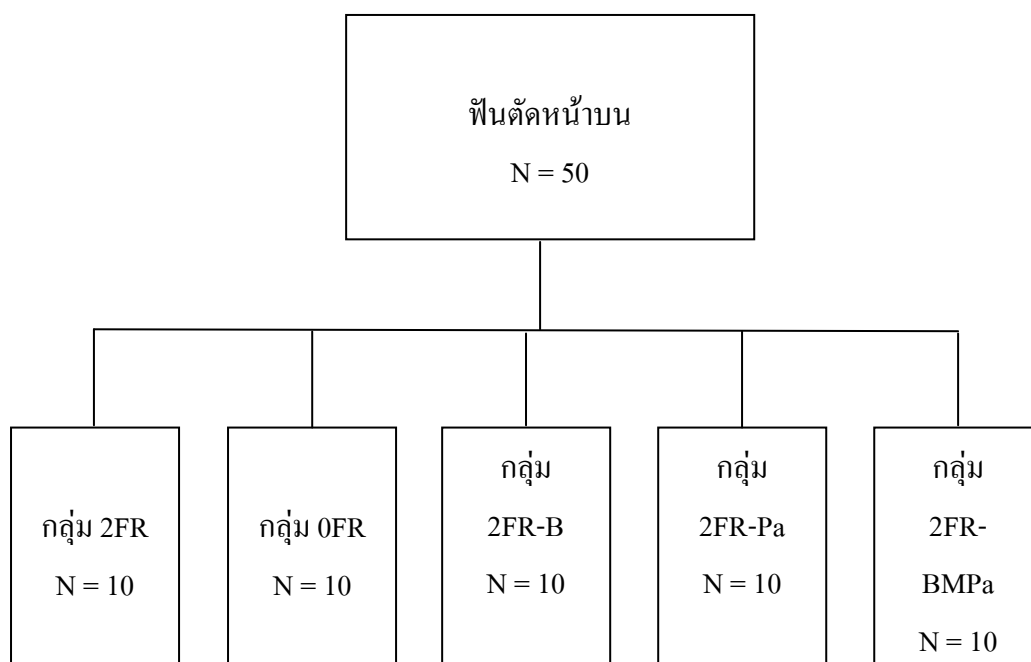 ฟันตัดหน้าบน
N = 50
กลุ่ม 2FR
N = 10
กลุ่ม 0FR
N = 10
กลุ่ม
2FR-B
N = 10
กลุ่ม
2FR-Pa
N = 10
กลุ่ม
2FR-
BMPa
N = 10